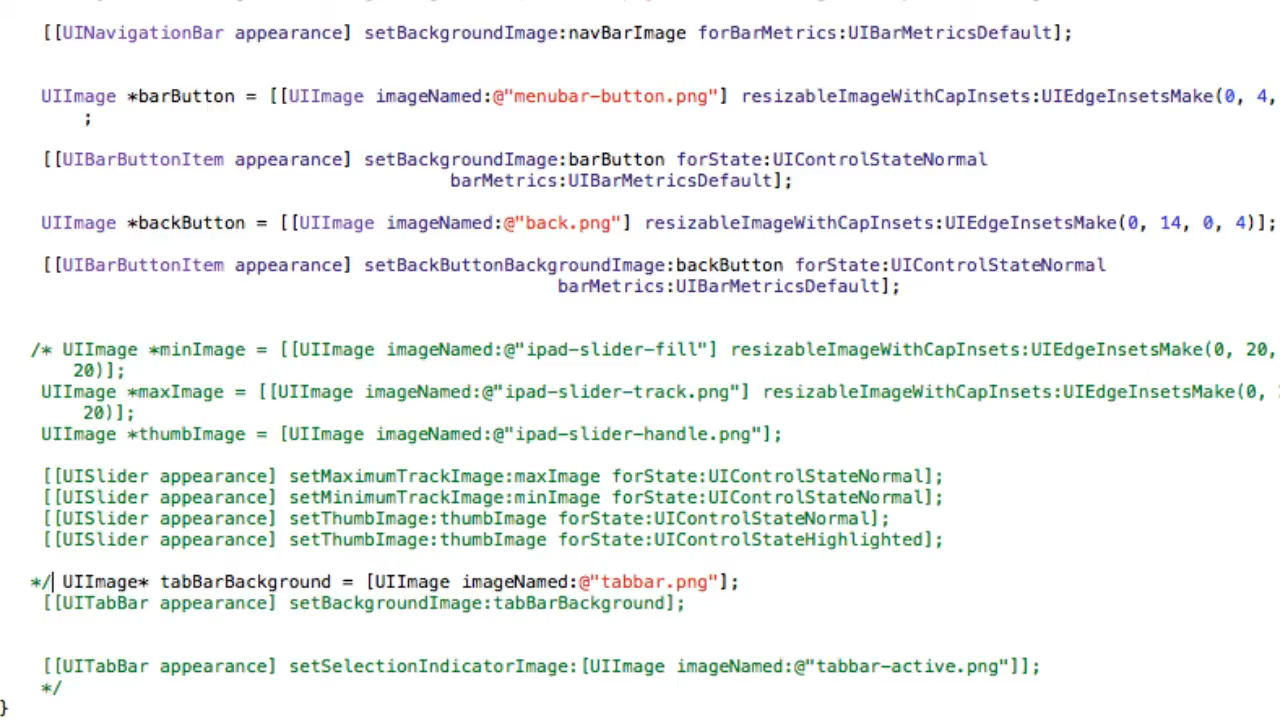 [[UINavigationBar appearance] setBackgroundImage:navBarImage forBarMetrics:UIBarMetricsDefault];
UIImage *barButton = [[UIImage imageNamed:@"menubar-button.png"] resizableImageWithCapInsets:UIEdgeInsetsMake(0, 4,
;
[[UIBarButtonItem appearance] setBackgroundImage:barButton forState:UIControlStateNormal
barMetrics:UIBarMetricsDefault];
UIImage *backButton = [[UIImage imageNamed:@"back.png"] resizableImageWithCapInsets:UIEdgeInsetsMake(0, 14, 0, 4)];
[[UIBarButtonItem appearance] setBackButtonBackgroundImage:backButton forState:UIControlStateNormal
barMetrics:UIBarMetricsDefault];
/* UIImage *minImage = [[UIImage imageNamed:@"ipad-slider-fill"] resizableImageWithCapInsets:UIEdgeInsetsMake(0, 20,
20)];
UIImage *maxImage = [[UIImage imageNamed:@"ipad-slider-track.png"] resizableImageWithCapInsets:UIEdgeInsetsMake(0,
20)];
UIImage *thumbImage = [UIImage imageNamed:@"ipad-slider-handle.png"];
[[UISlider appearance] setMaximumTrackImage:maxImage forState:UIControlStateNormal];
[[UISlider appearance] setMinimumTrackImage:minImage forState:UIControlStateNormal];
[[UISlider appearance] setThumbImage:thumbImage forState:UIControlStateNormal];
[[UISlider appearance] setThumbImage:thumbImage forState:UIControlStateHighlighted];
*/ UIImage* tabBarBackground = [UIImage imageNamed:@"tabbar.png"];
[[UITabBar appearance] setBackgroundImage:tabBarBackground];
[[UITabBar appearance] setSelectionIndicatorImage:[UIImage imageNamed:@"tabbar-active.png"]];
*/
}